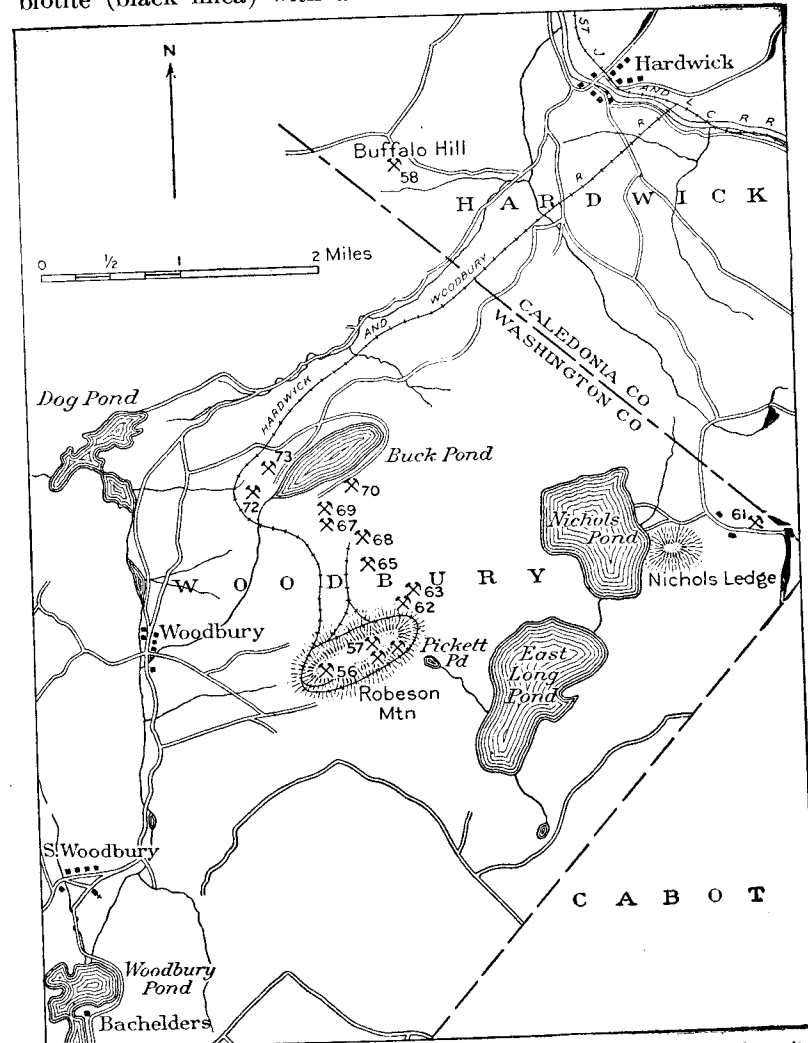 biotite (black mica) with a
N
ST J
AND L C R R
Hardwick
Buffalo Hill
58
H A R D W I C K
0 ½ 1 2 Miles
HARDWICK AND WOODBURY R R
CALEDONIA CO
WASHINGTON CO
Dog Pond
Buck Pond
73
72
70
69
67
68
65
Nichols
Pond
61
Nichols Ledge
W O O D B U R Y
63
62
Woodbury
57
56
Pickett
Pd
Robeson
Mtn
East
Long
Pond
S. Woodbury
C A B O T
Woodbury
Pond
Bachelders